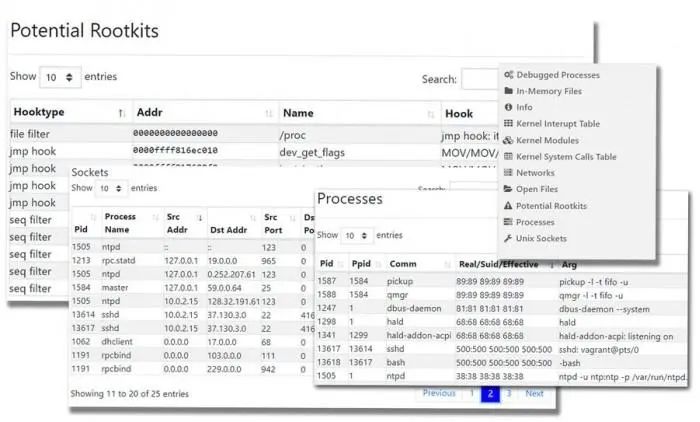 Potential Rootkits
Show 10 entries
Search:
Hooktype Addr Name Hook
file filter 0000000000000000 /proc jmp hook: it
jmp hook 0000ffff816ec010 dev_get_flags MOV/MOV/
jmp hook
jmp hook
seq filter
seq filter
seq filter
seq filter
seq filter
Debugged Processes
In-Memory Files
Info
Kernel Interupt Table
Kernel Modules
Kernel System Calls Table
Networks
Open Files
Potential Rootkits
Processes
Unix Sockets
Sockets
Show 10 entries
Pid Process Name Src Addr Dst Addr Src Port
1505 ntpd :: :: 123 0
1213 rpc.statd 127.0.0.1 19.0.0.0 965 0
1505 ntpd 127.0.0.1 0.252.207.61 123 0
1584 master 127.0.0.1 59.0.0.64 25 0
1505 ntpd 10.0.2.15 128.32.191.61 123 0
13614 sshd 10.0.2.15 37.130.3.0 22 416
13617 sshd 10.0.2.15 37.130.3.0 22 416
1062 dhclient 0.0.0.0 17.0.0.0 68 0
1191 rpcbind 0.0.0.0 103.0.0.0 111 0
1191 rpcbind 0.0.0.0 229.0.0.0 942 0
Showing 11 to 20 of 25 entries
Previous 1 2 3 Next
Processes
Show 10 entries
Pid Ppid Comm Real/Suid/Effective Arg
1587 1584 pickup 89:89 89:89 89:89 pickup -l -t fifo -u
1588 1584 qmgr 89:89 89:89 89:89 qmgr -l -t fifo -u
1247 1 dbus-daemon 81:81 81:81 81:81 dbus-daemon --system
1298 1 hald 68:68 68:68 68:68 hald
1341 1299 hald-addon-acpi 68:68 68:68 68:68 hald-addon-acpi: listening on
13617 13614 sshd 500:500 500:500 500:500 sshd: vagrant@pts/0
13618 13617 bash 500:500 500:500 500:500 -bash
1505 1 ntpd 38:38 38:38 38:38 ntpd -u ntp:ntp -p /var/run/ntpd.